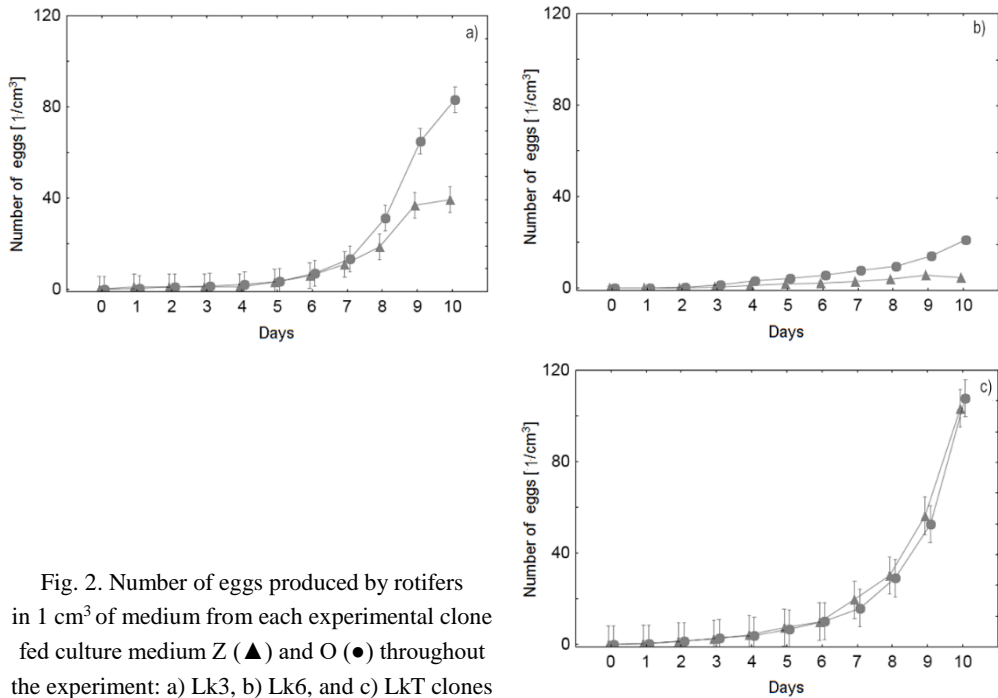 a)
120
80
40
0
Number of eggs [1/cm³]
0 1 2 3 4 5 6 7 8 9 10
Days
b)
120
80
40
0
Number of eggs [1/cm³]
0 1 2 3 4 5 6 7 8 9 10
Days
c)
120
80
40
0
Number of eggs [1/cm³]
0 1 2 3 4 5 6 7 8 9 10
Days
Fig. 2. Number of eggs produced by rotifers
in 1 cm³ of medium from each experimental clone
fed culture medium Z (▲) and O (●) throughout
the experiment: a) Lk3, b) Lk6, and c) LkT clones